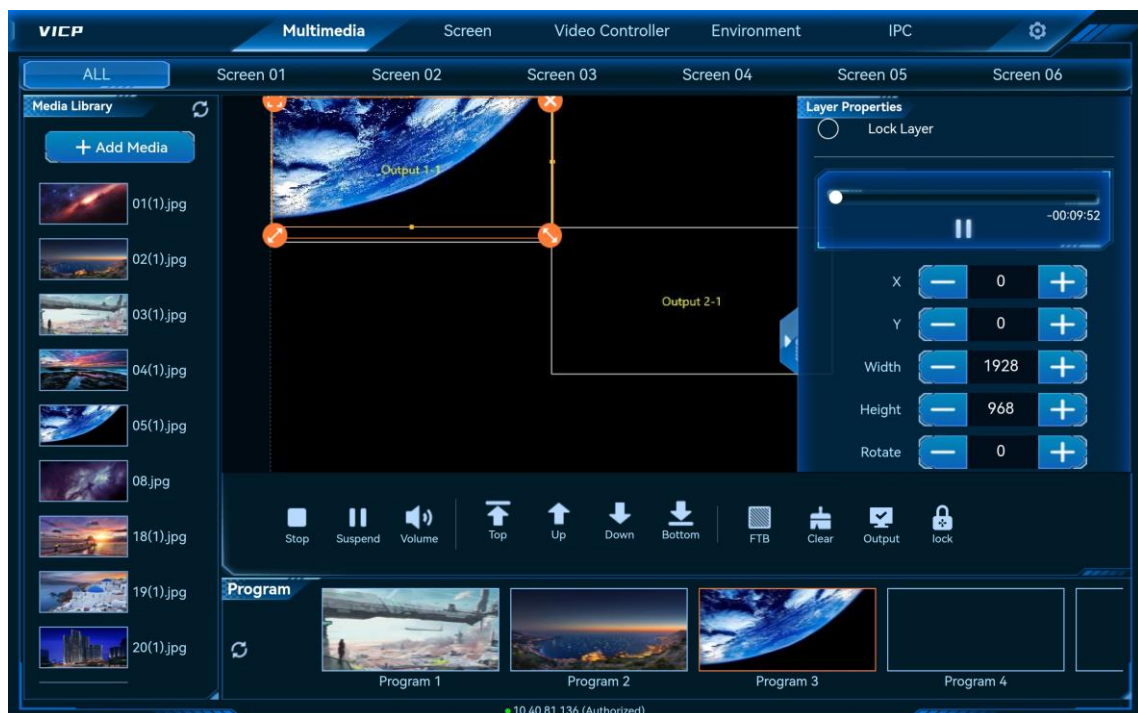 VICP
Multimedia
Screen
Video Controller
Environment
IPC
ALL
Screen 01
Screen 02
Screen 03
Screen 04
Screen 05
Screen 06
Media Library
+ Add Media
01(1).jpg
02(1).jpg
03(1).jpg
04(1).jpg
05(1).jpg
08.jpg
18(1).jpg
19(1).jpg
20(1).jpg
Output 1-1
Output 2-1
Layer Properties
Lock Layer
-00:09:52
X 0
Y 0
Width 1928
Height 968
Rotate 0
Stop
Suspend
Volume
Top
Up
Down
Bottom
FTB
Clear
Output
lock
Program
Program 1
Program 2
Program 3
Program 4
10.40.81.136 (Authorized)